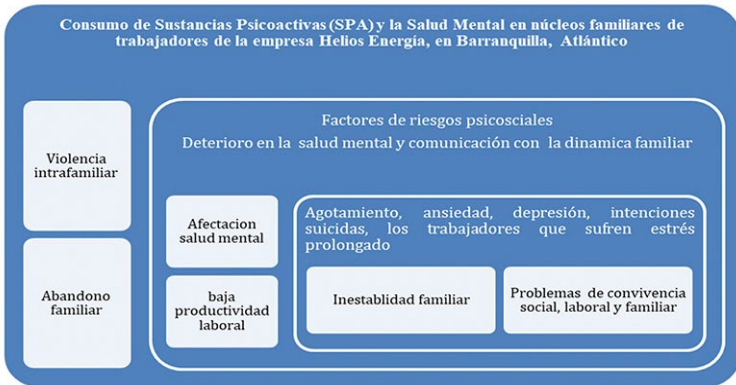 Consumo de Sustancias Psicoactivas (SPA) y la Salud Mental en núcleos familiares de
trabajadores de la empresa Helios Energía, en Barranquilla, Atlántico
Violencia
intrafamiliar
Abandono
familiar
Factores de riesgos psicosciales
Deterioro en la salud mental y comunicación con la dinamica familiar
Afectacion
salud mental
baja
productividad
laboral
Agotamiento, ansiedad, depresión, intenciones
suicidas, los trabajadores que sufren estrés
prolongado
Inestablidad familiar
Problemas de convivencia
social, laboral y familiar